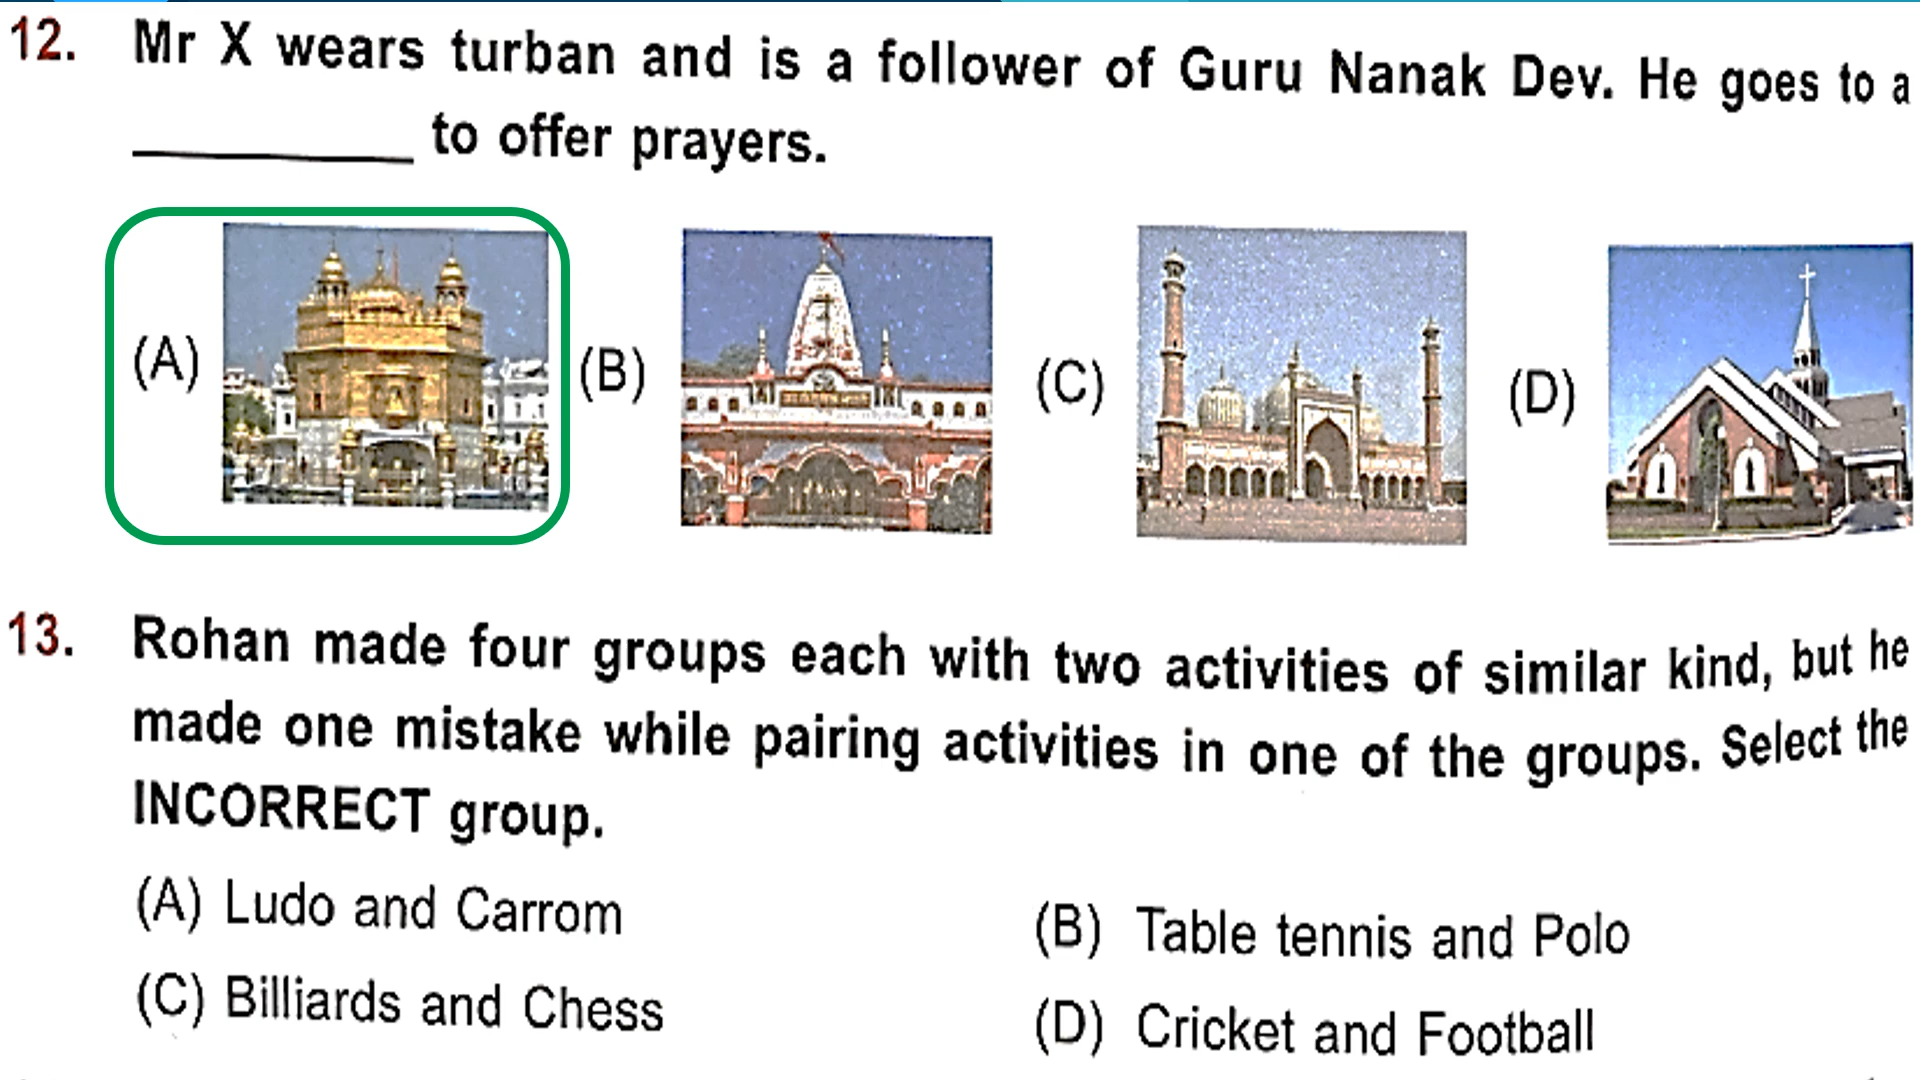 12. Mr X wears turban and is a follower of Guru Nanak Dev. He goes to a
__________ to offer prayers.
(A) (B) (C) (D)
13. Rohan made four groups each with two activities of similar kind, but he
made one mistake while pairing activities in one of the groups. Select the
INCORRECT group.
(A) Ludo and Carrom (B) Table tennis and Polo
(C) Billiards and Chess (D) Cricket and Football